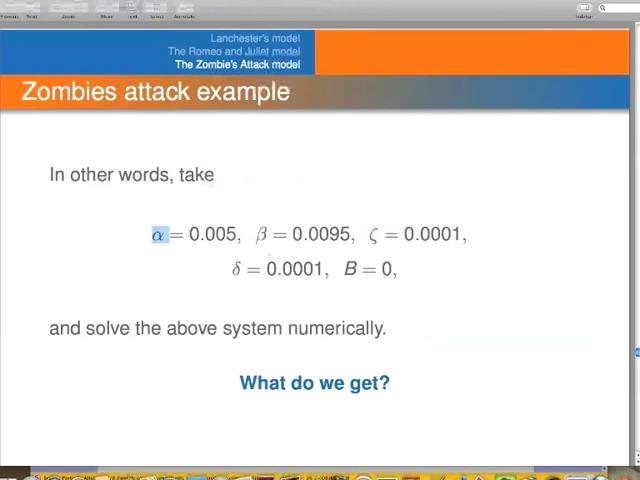 Lanchester's model
The Romeo and Juliet model
The Zombie's Attack model
Zombies attack example
In other words, take
α = 0.005, β = 0.0095, ζ = 0.0001,
δ = 0.0001, B = 0,
and solve the above system numerically.
What do we get?